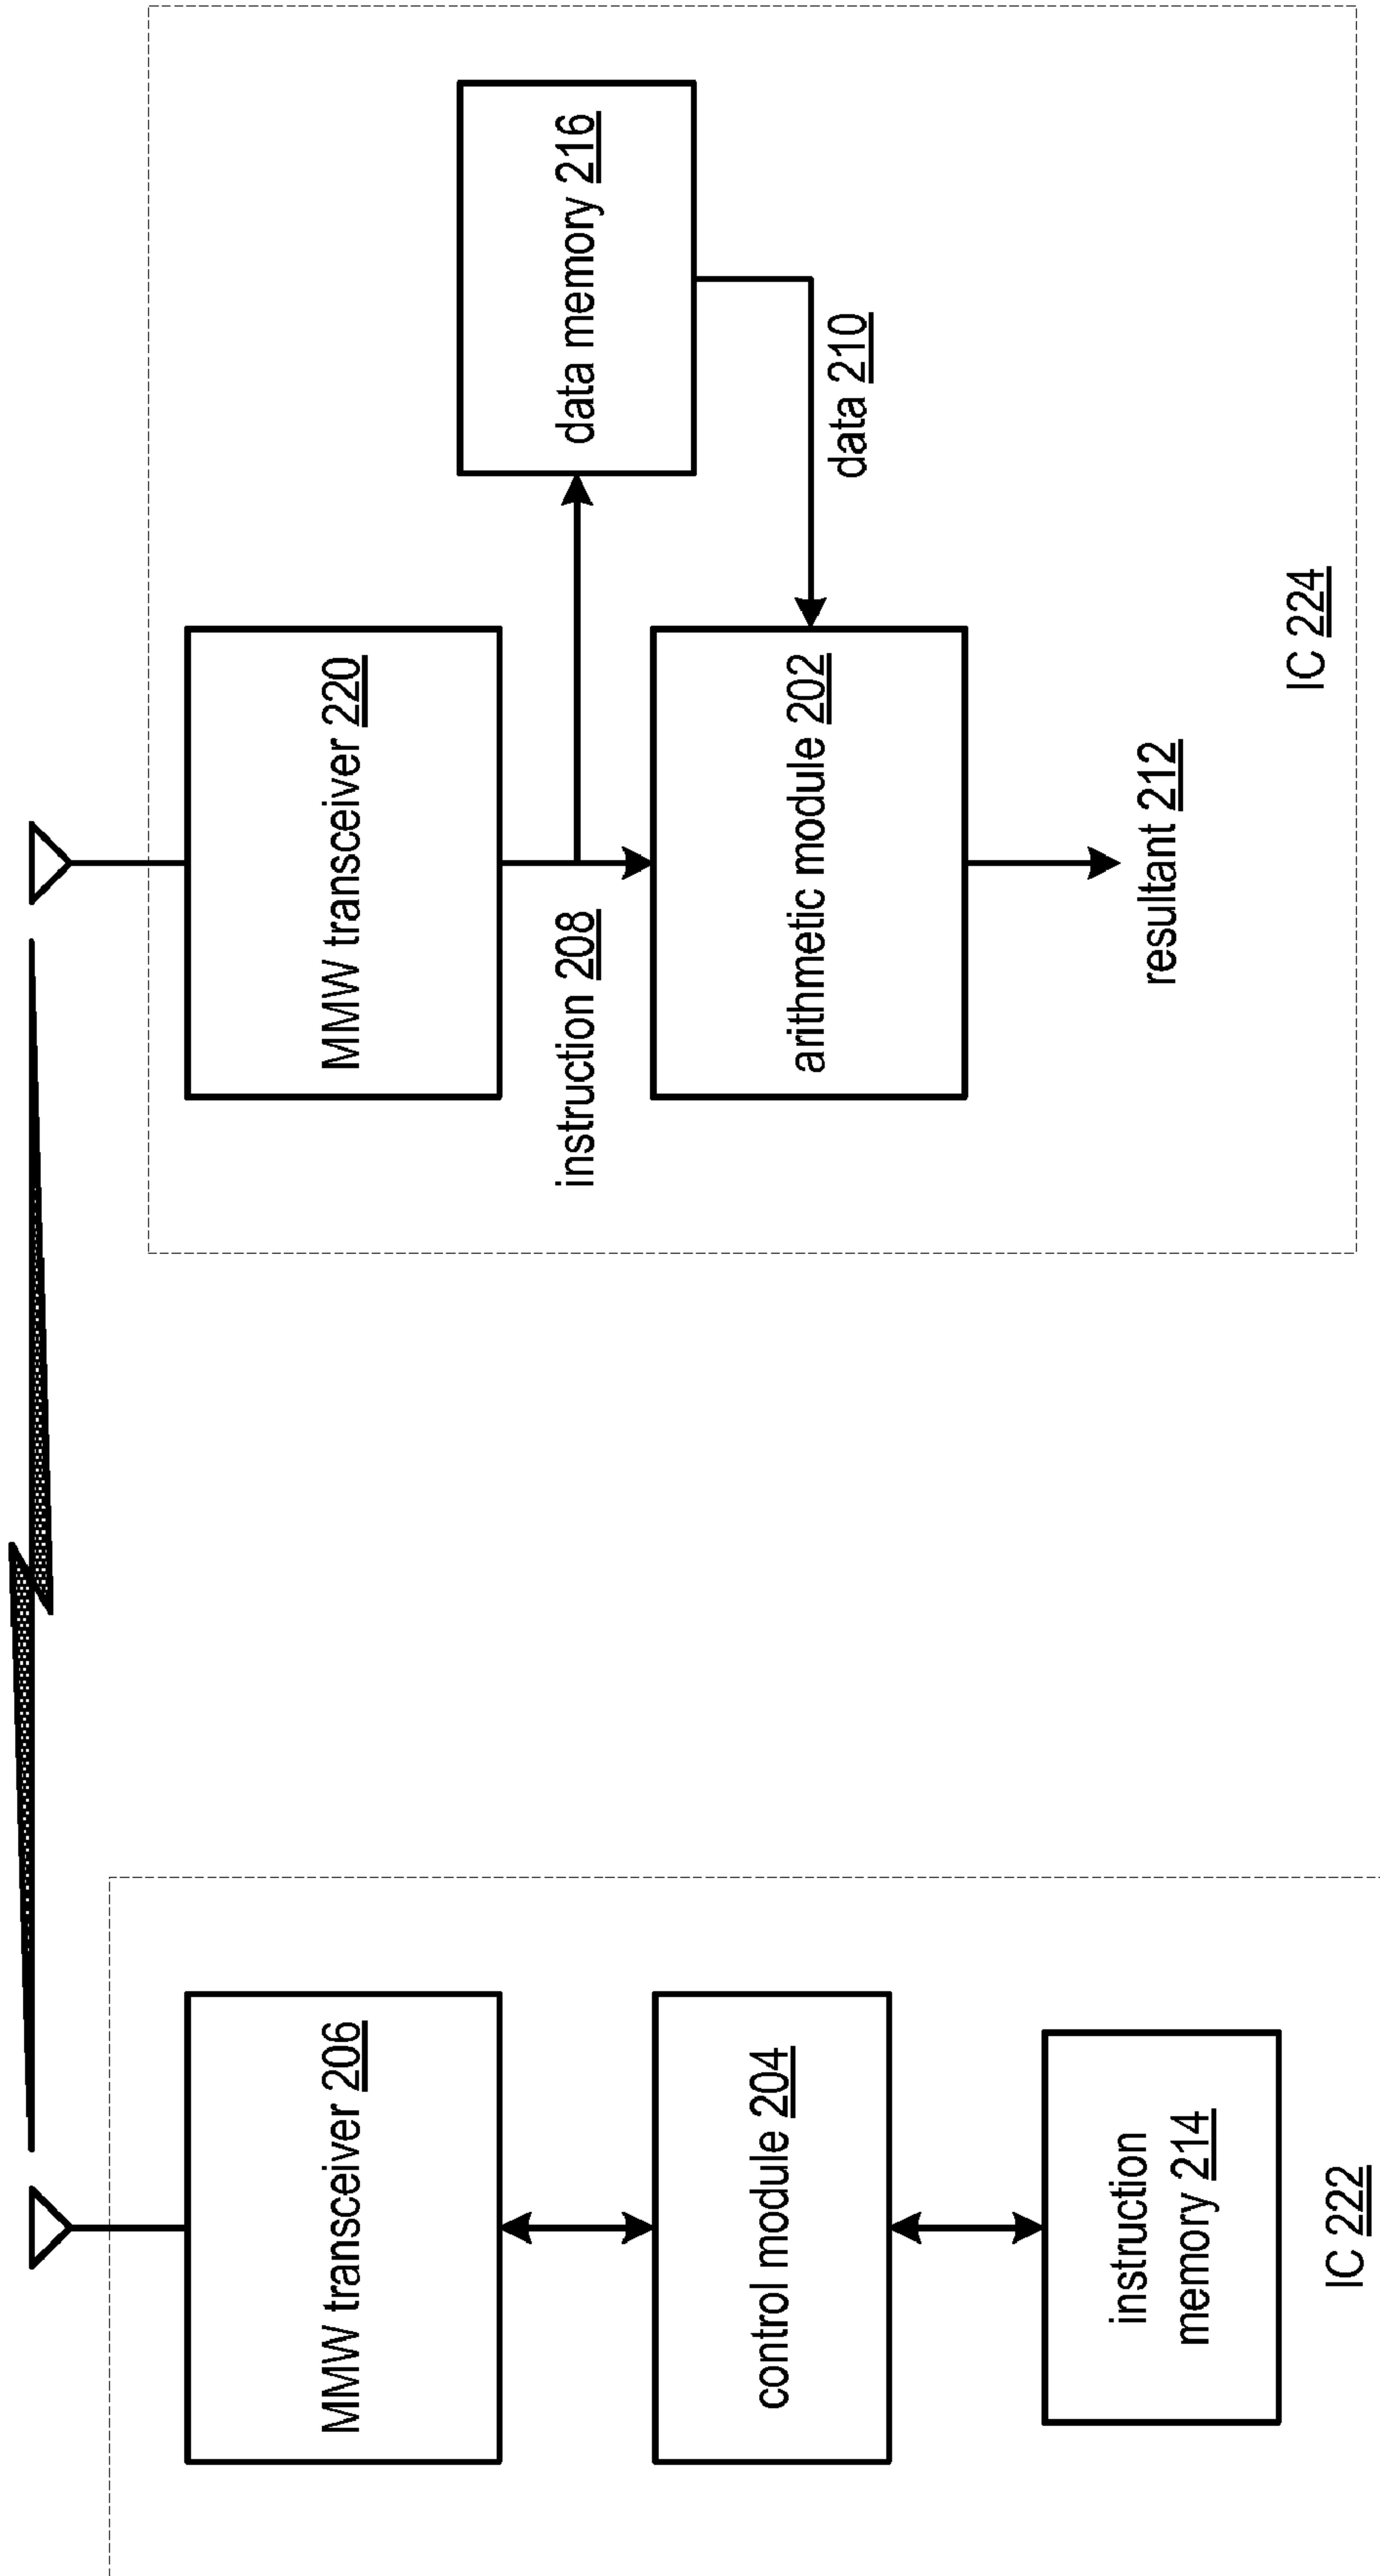 MMW transceiver 206
control module 204
instruction
memory 214
IC 222
MMW transceiver 220
instruction 208
data memory 216
arithmetic module 202
data 210
resultant 212
IC 224